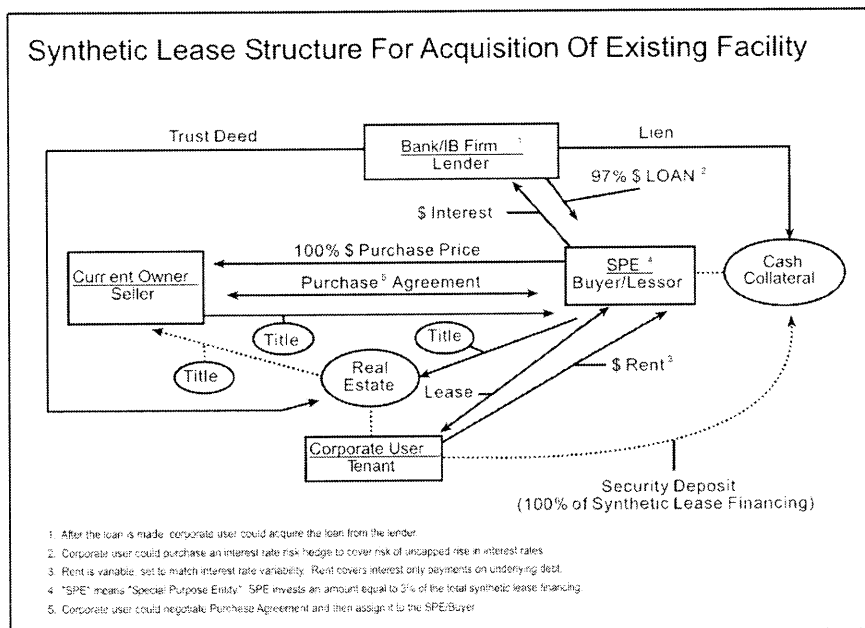 Synthetic Lease Structure For Acquisition Of Existing Facility
Trust Deed
Bank/IB Firm 1
Lender
Lien
97% $ LOAN 2
$ Interest
100% $ Purchase Price
Current Owner
Seller
Purchase 5 Agreement
SPE 4
Buyer/Lessor
Cash
Collateral
Title
Title
Title
Real
Estate
Lease
$ Rent 3
Corporate User
Tenant
Security Deposit
(100% of Synthetic Lease Financing)
1. After the loan is made, corporate user could acquire the loan from the lender.
2. Corporate user could purchase an interest rate risk hedge to cover risk of uncapped rise in interest rates
3. Rent is variable, set to match interest rate variability. Rent covers interest only payments on underlying debt.
4. "SPE" means "Special Purpose Entity." SPE invests an amount equal to 3% of the total synthetic lease financing.
5. Corporate user could negotiate Purchase Agreement and then assign it to the SPE/Buyer